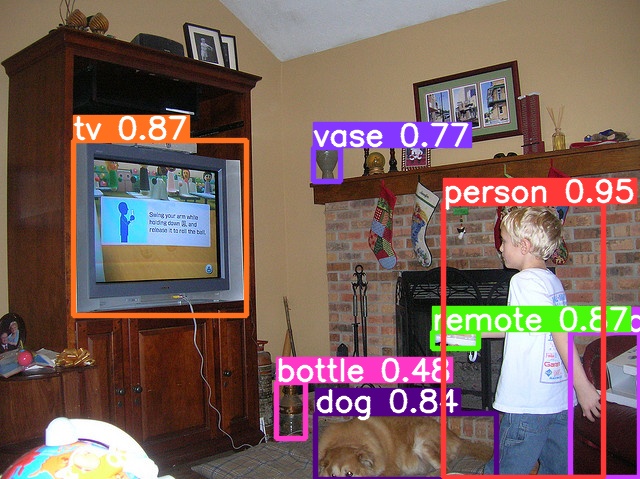 tv 0.87
vase 0.77
person 0.95
Swing your arm while
holding down B, and
release it to roll the ball.
remote 0.87
bottle 0.48
dog 0.84